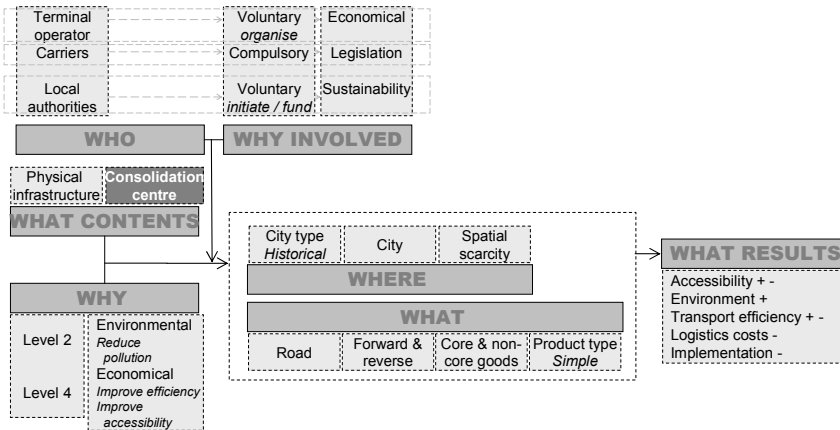 Terminal
operator
Voluntary
organise
Economical
Carriers
Compulsory
Legislation
Local
authorities
Voluntary
initiate / fund
Sustainability
WHO
WHY INVOLVED
Physical
infrastructure
Consolidation
centre
WHAT CONTENTS
City type
Historical
City
Spatial
scarcity
WHERE
WHAT
Road
Forward &
reverse
Core & non-
core goods
Product type
Simple
WHAT RESULTS
Accessibility + -
Environment +
Transport efficiency + -
Logistics costs -
Implementation -
WHY
Level 2
Environmental
Reduce
pollution
Level 4
Economical
Improve efficiency
Improve
accessibility